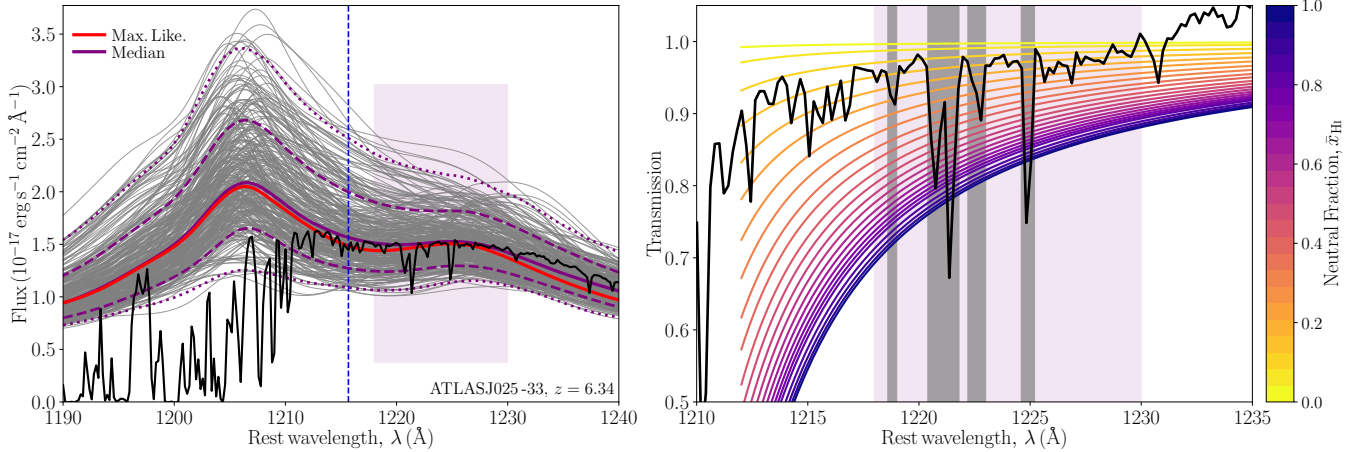 Max. Like.
Median
Flux (10⁻¹⁷ erg s⁻¹ cm⁻² Å⁻¹)
3.5
3.0
2.5
2.0
1.5
1.0
0.5
0.0
ATLASJ025-33, z = 6.34
1190 1200 1210 1220 1230 1240
Rest wavelength, λ (Å)
Transmission
1.0
0.9
0.8
0.7
0.6
0.5
1210 1215 1220 1225 1230 1235
Rest wavelength, λ (Å)
1.0
0.8
0.6
0.4
0.2
0.0
Neutral Fraction, x̄_HI